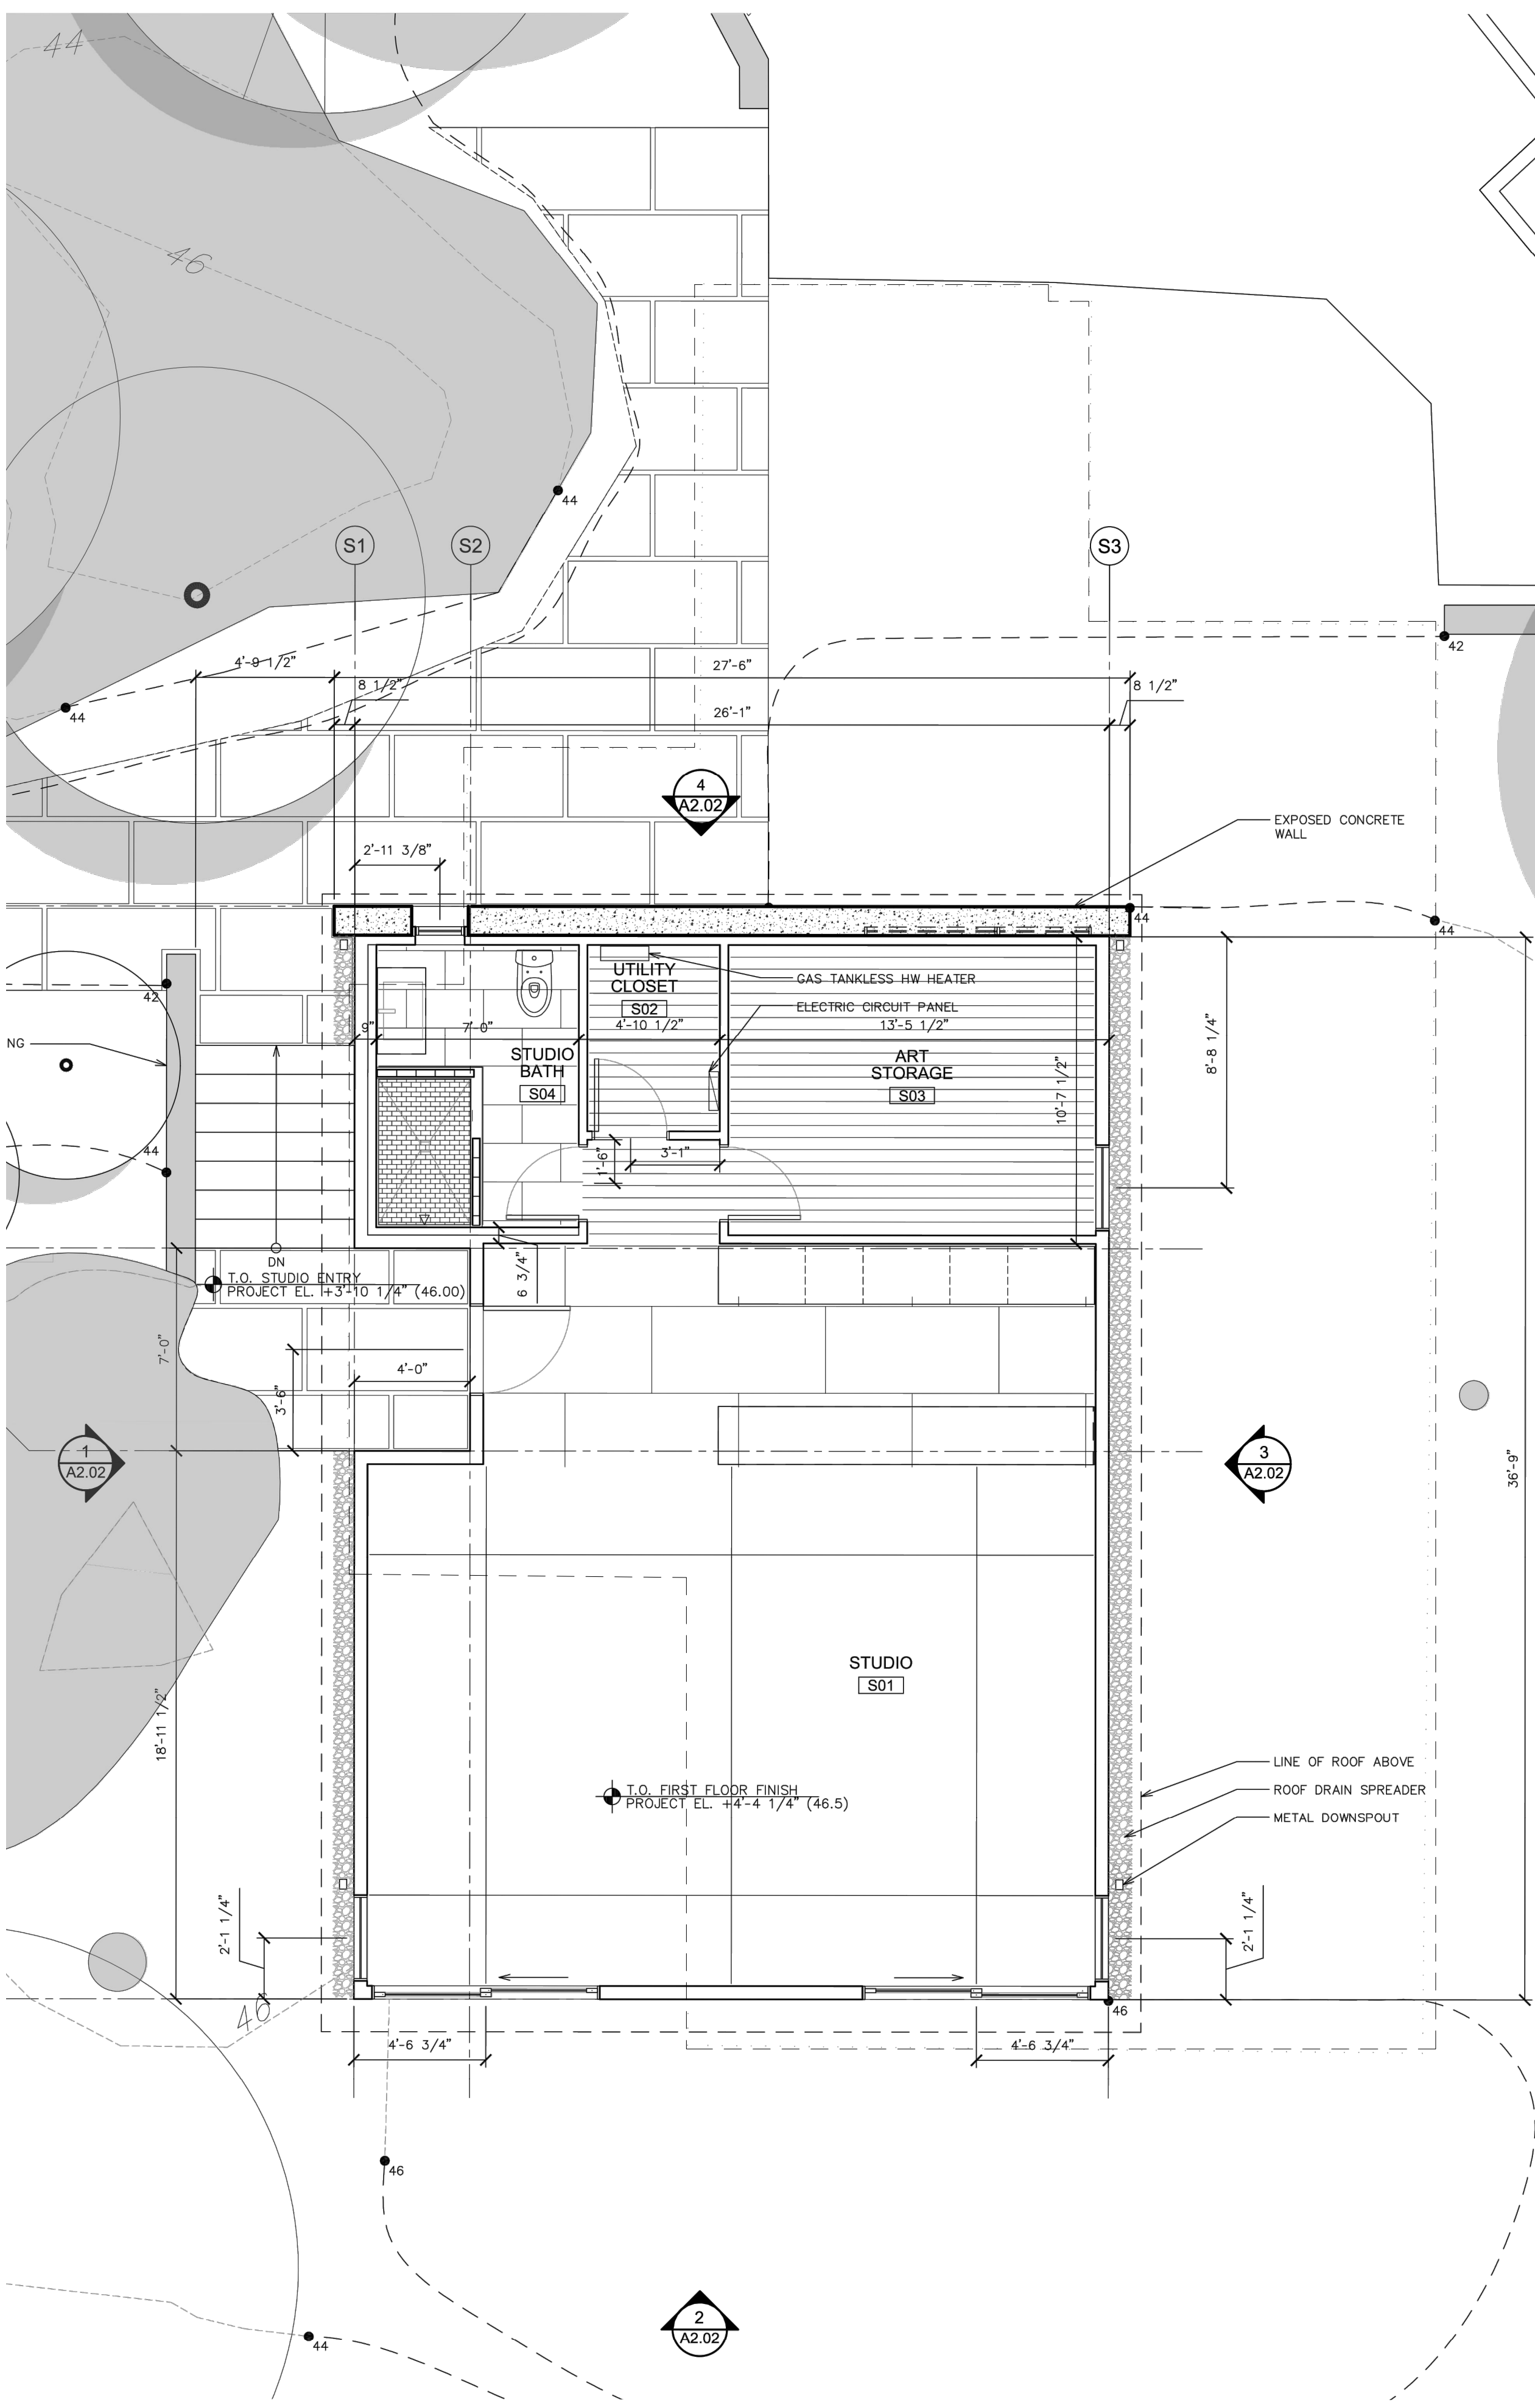 44
46
44
S1
S2
S3
42
4'-9 1/2"
27'-6"
8 1/2"
8 1/2"
44
26'-1"
4
A2.02
EXPOSED CONCRETE
WALL
2'-11 3/8"
44
44
UTILITY
CLOSET
S02
GAS TANKLESS HW HEATER
42
ELECTRIC CIRCUIT PANEL
9"
7'-0"
4'-10 1/2"
13'-5 1/2"
NG
STUDIO
BATH
S04
ART
STORAGE
S03
10'-7 1/2"
8'-8 1/4"
44
1'-6"
3'-1"
DN
T.O. STUDIO ENTRY
PROJECT EL. +3'-10 1/4" (46.00)
6 3/4"
7'-0"
4'-0"
3'-6"
1
A2.02
3
A2.02
36'-9"
STUDIO
S01
18'-11 1/2"
LINE OF ROOF ABOVE
T.O. FIRST FLOOR FINISH
PROJECT EL. +4'-4 1/4" (46.5)
ROOF DRAIN SPREADER
METAL DOWNSPOUT
2'-1 1/4"
2'-1 1/4"
46
46
4'-6 3/4"
4'-6 3/4"
46
2
A2.02
44